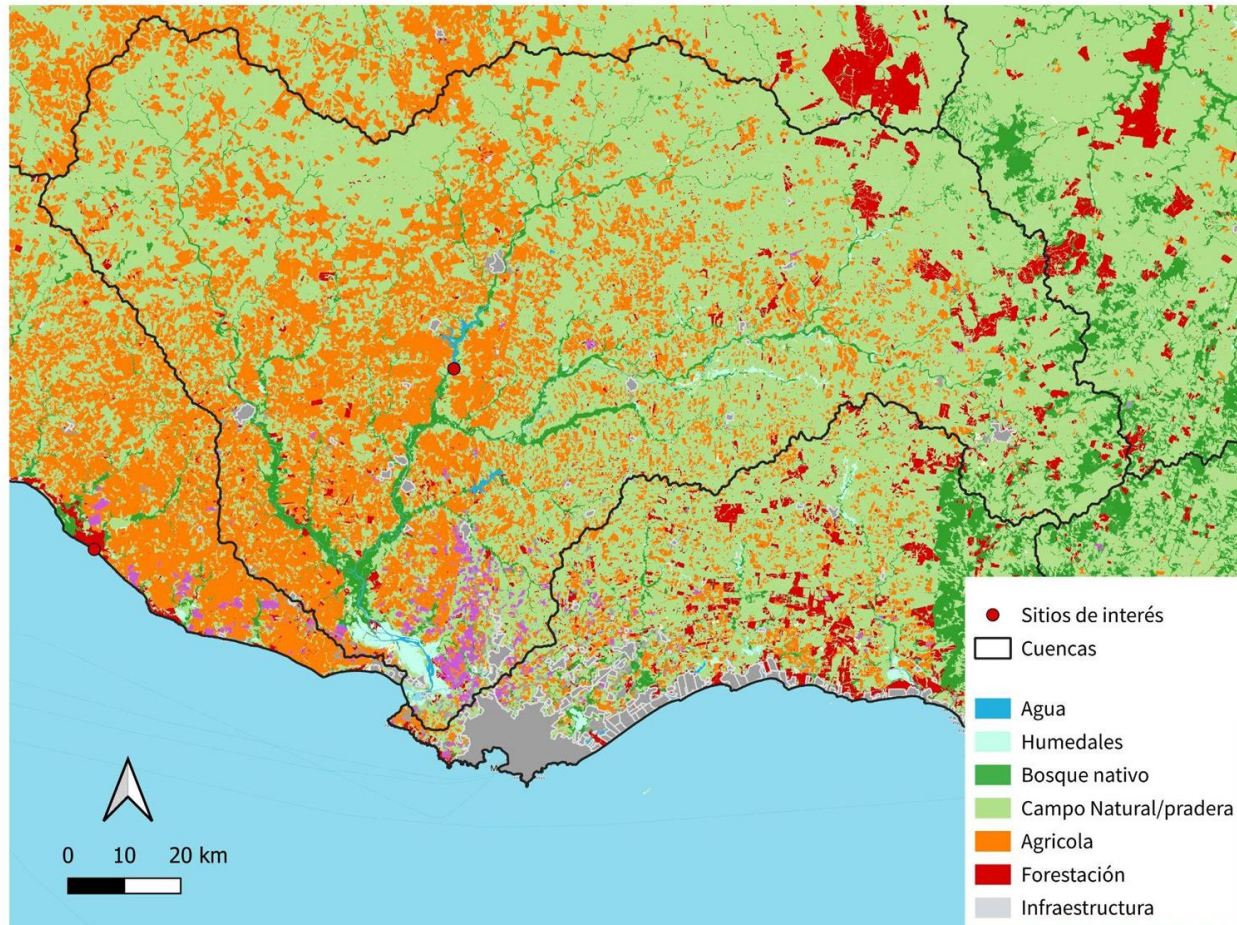 Sitios de interés
Cuencas
Agua
Humedales
Bosque nativo
Campo Natural/pradera
Agricola
Forestación
Infraestructura
0 10 20 km
M